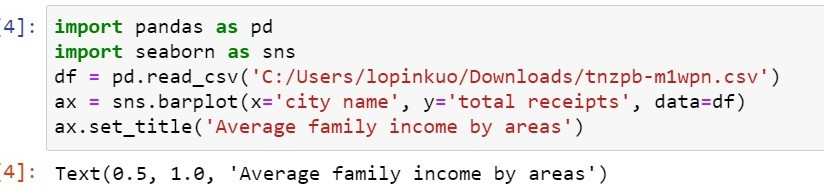 [4]: import pandas as pd
import seaborn as sns
df = pd.read_csv('C:/Users/lopinkuo/Downloads/tnzpb-m1wpn.csv')
ax = sns.barplot(x='city name', y='total receipts', data=df)
ax.set_title('Average family income by areas')
[4]: Text(0.5, 1.0, 'Average family income by areas')